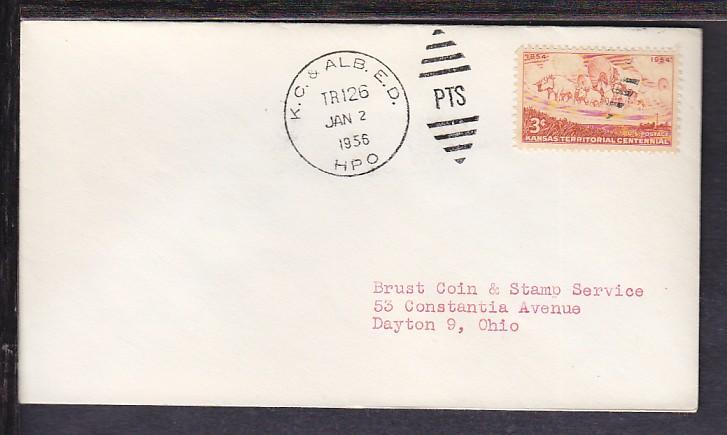 K.C. & ALB. E.D.
TR126
JAN 2
1956
HPO
PTS
1854 1954
3¢
U.S. POSTAGE
KANSAS TERRITORIAL CENTENNIAL
Brust Coin & Stamp Service
53 Constantia Avenue
Dayton 9, Ohio